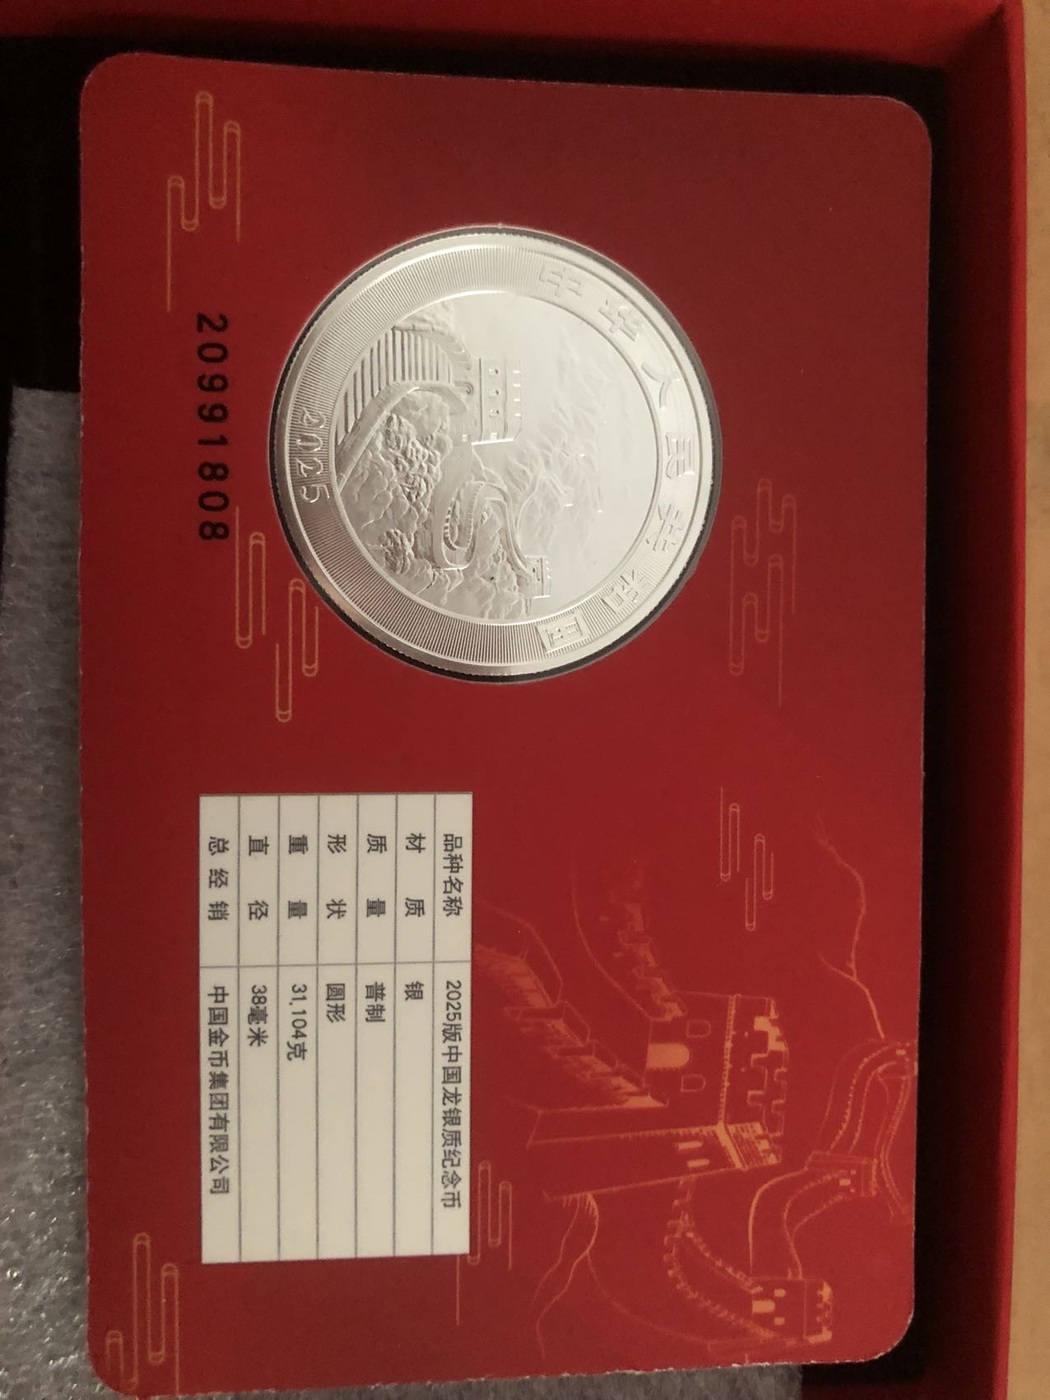 中华人民共和国
2025
20991808
品种名称 2025版中国龙银质纪念币
材质 银
质量 普制
形状 圆形
重量 31.104克
直径 38毫米
总经销 中国金币集团有限公司